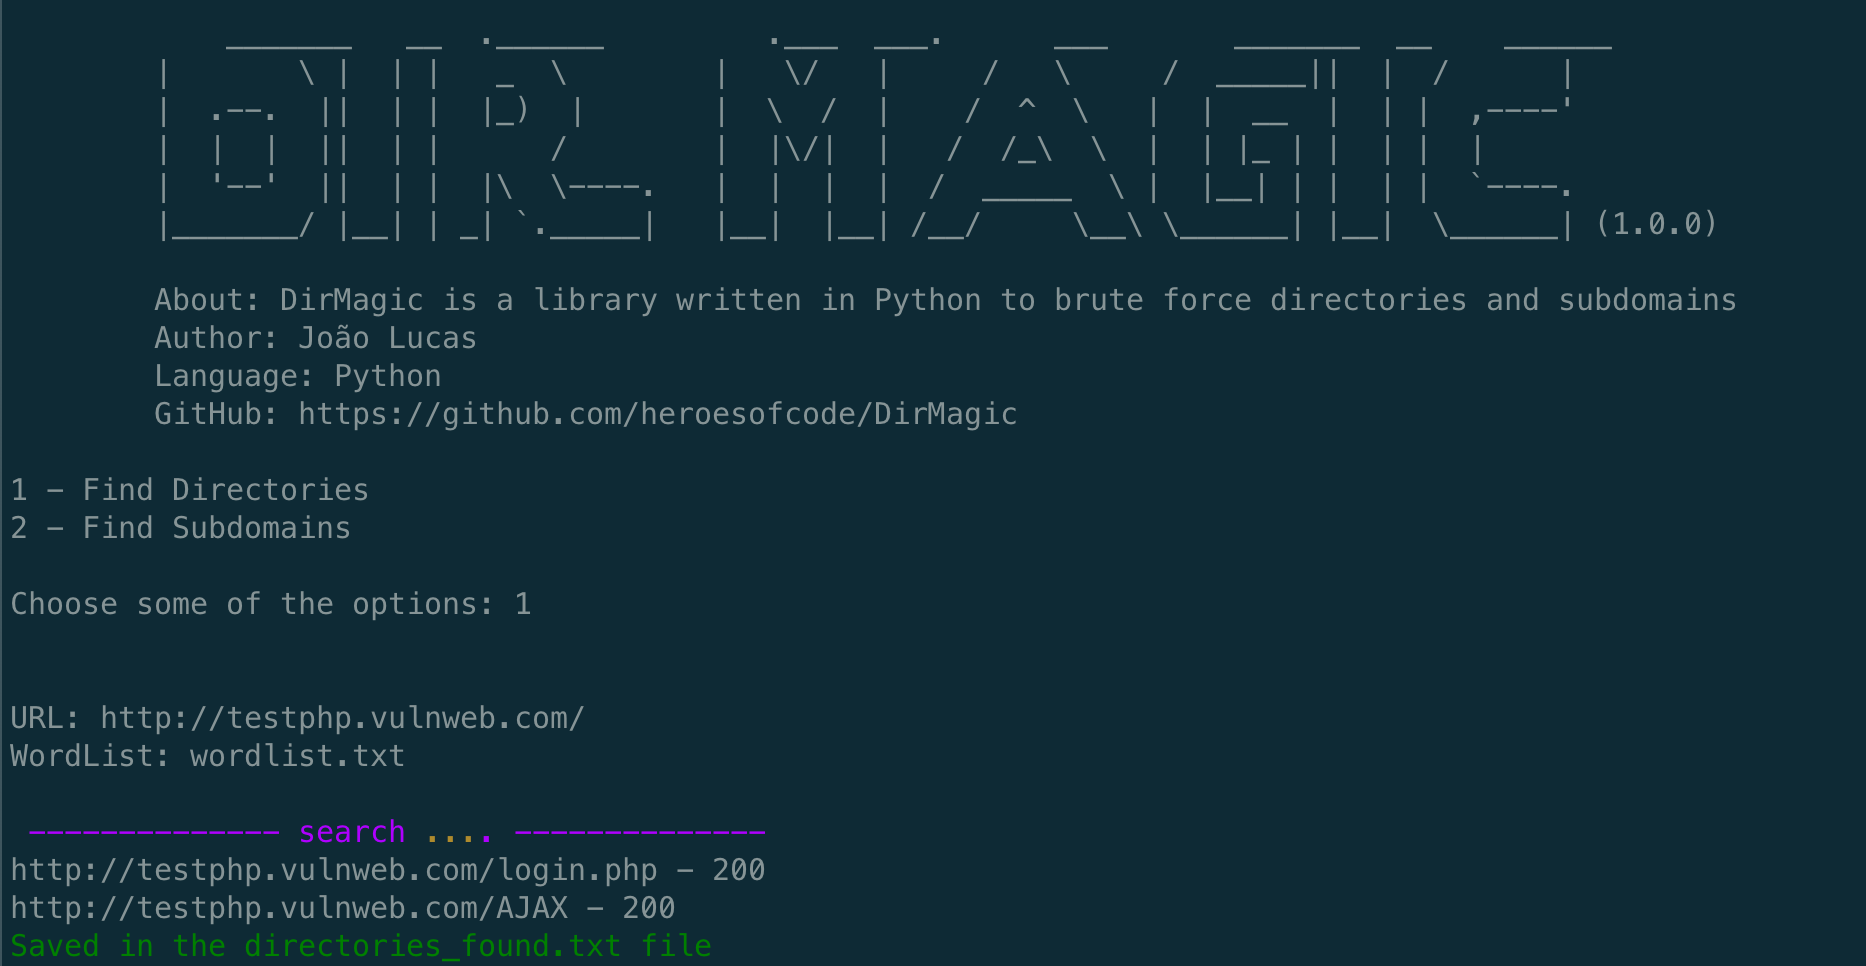 DIR MAGIC (1.0.0)
About: DirMagic is a library written in Python to brute force directories and subdomains
Author: João Lucas
Language: Python
GitHub: https://github.com/heroesofcode/DirMagic
1 - Find Directories
2 - Find Subdomains
Choose some of the options: 1
URL: http://testphp.vulnweb.com/
WordList: wordlist.txt
-------------- search .... --------------
http://testphp.vulnweb.com/login.php - 200
http://testphp.vulnweb.com/AJAX - 200
Saved in the directories_found.txt file